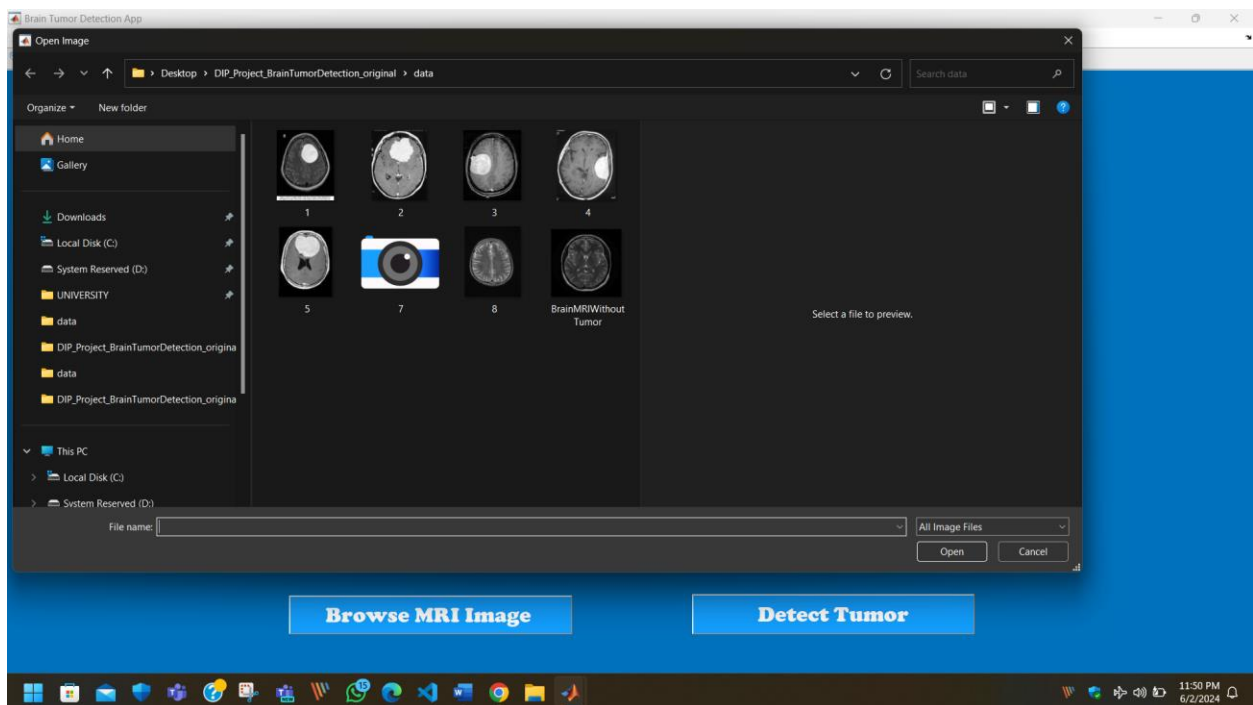 Brain Tumor Detection App
Open Image
Desktop > DIP_Project_BrainTumorDetection_original > data
Search data
Organize
New folder
Home
Gallery
Downloads
Local Disk (C:)
System Reserved (D:)
UNIVERSITY
data
DIP_Project_BrainTumorDetection_origina
data
DIP_Project_BrainTumorDetection_origina
This PC
Local Disk (C:)
System Reserved (D:)
1
2
3
4
5
7
8
BrainMRIWithout
Tumor
Select a file to preview.
File name:
All Image Files
Open
Cancel
Browse MRI Image
Detect Tumor
15
11:50 PM
6/2/2024